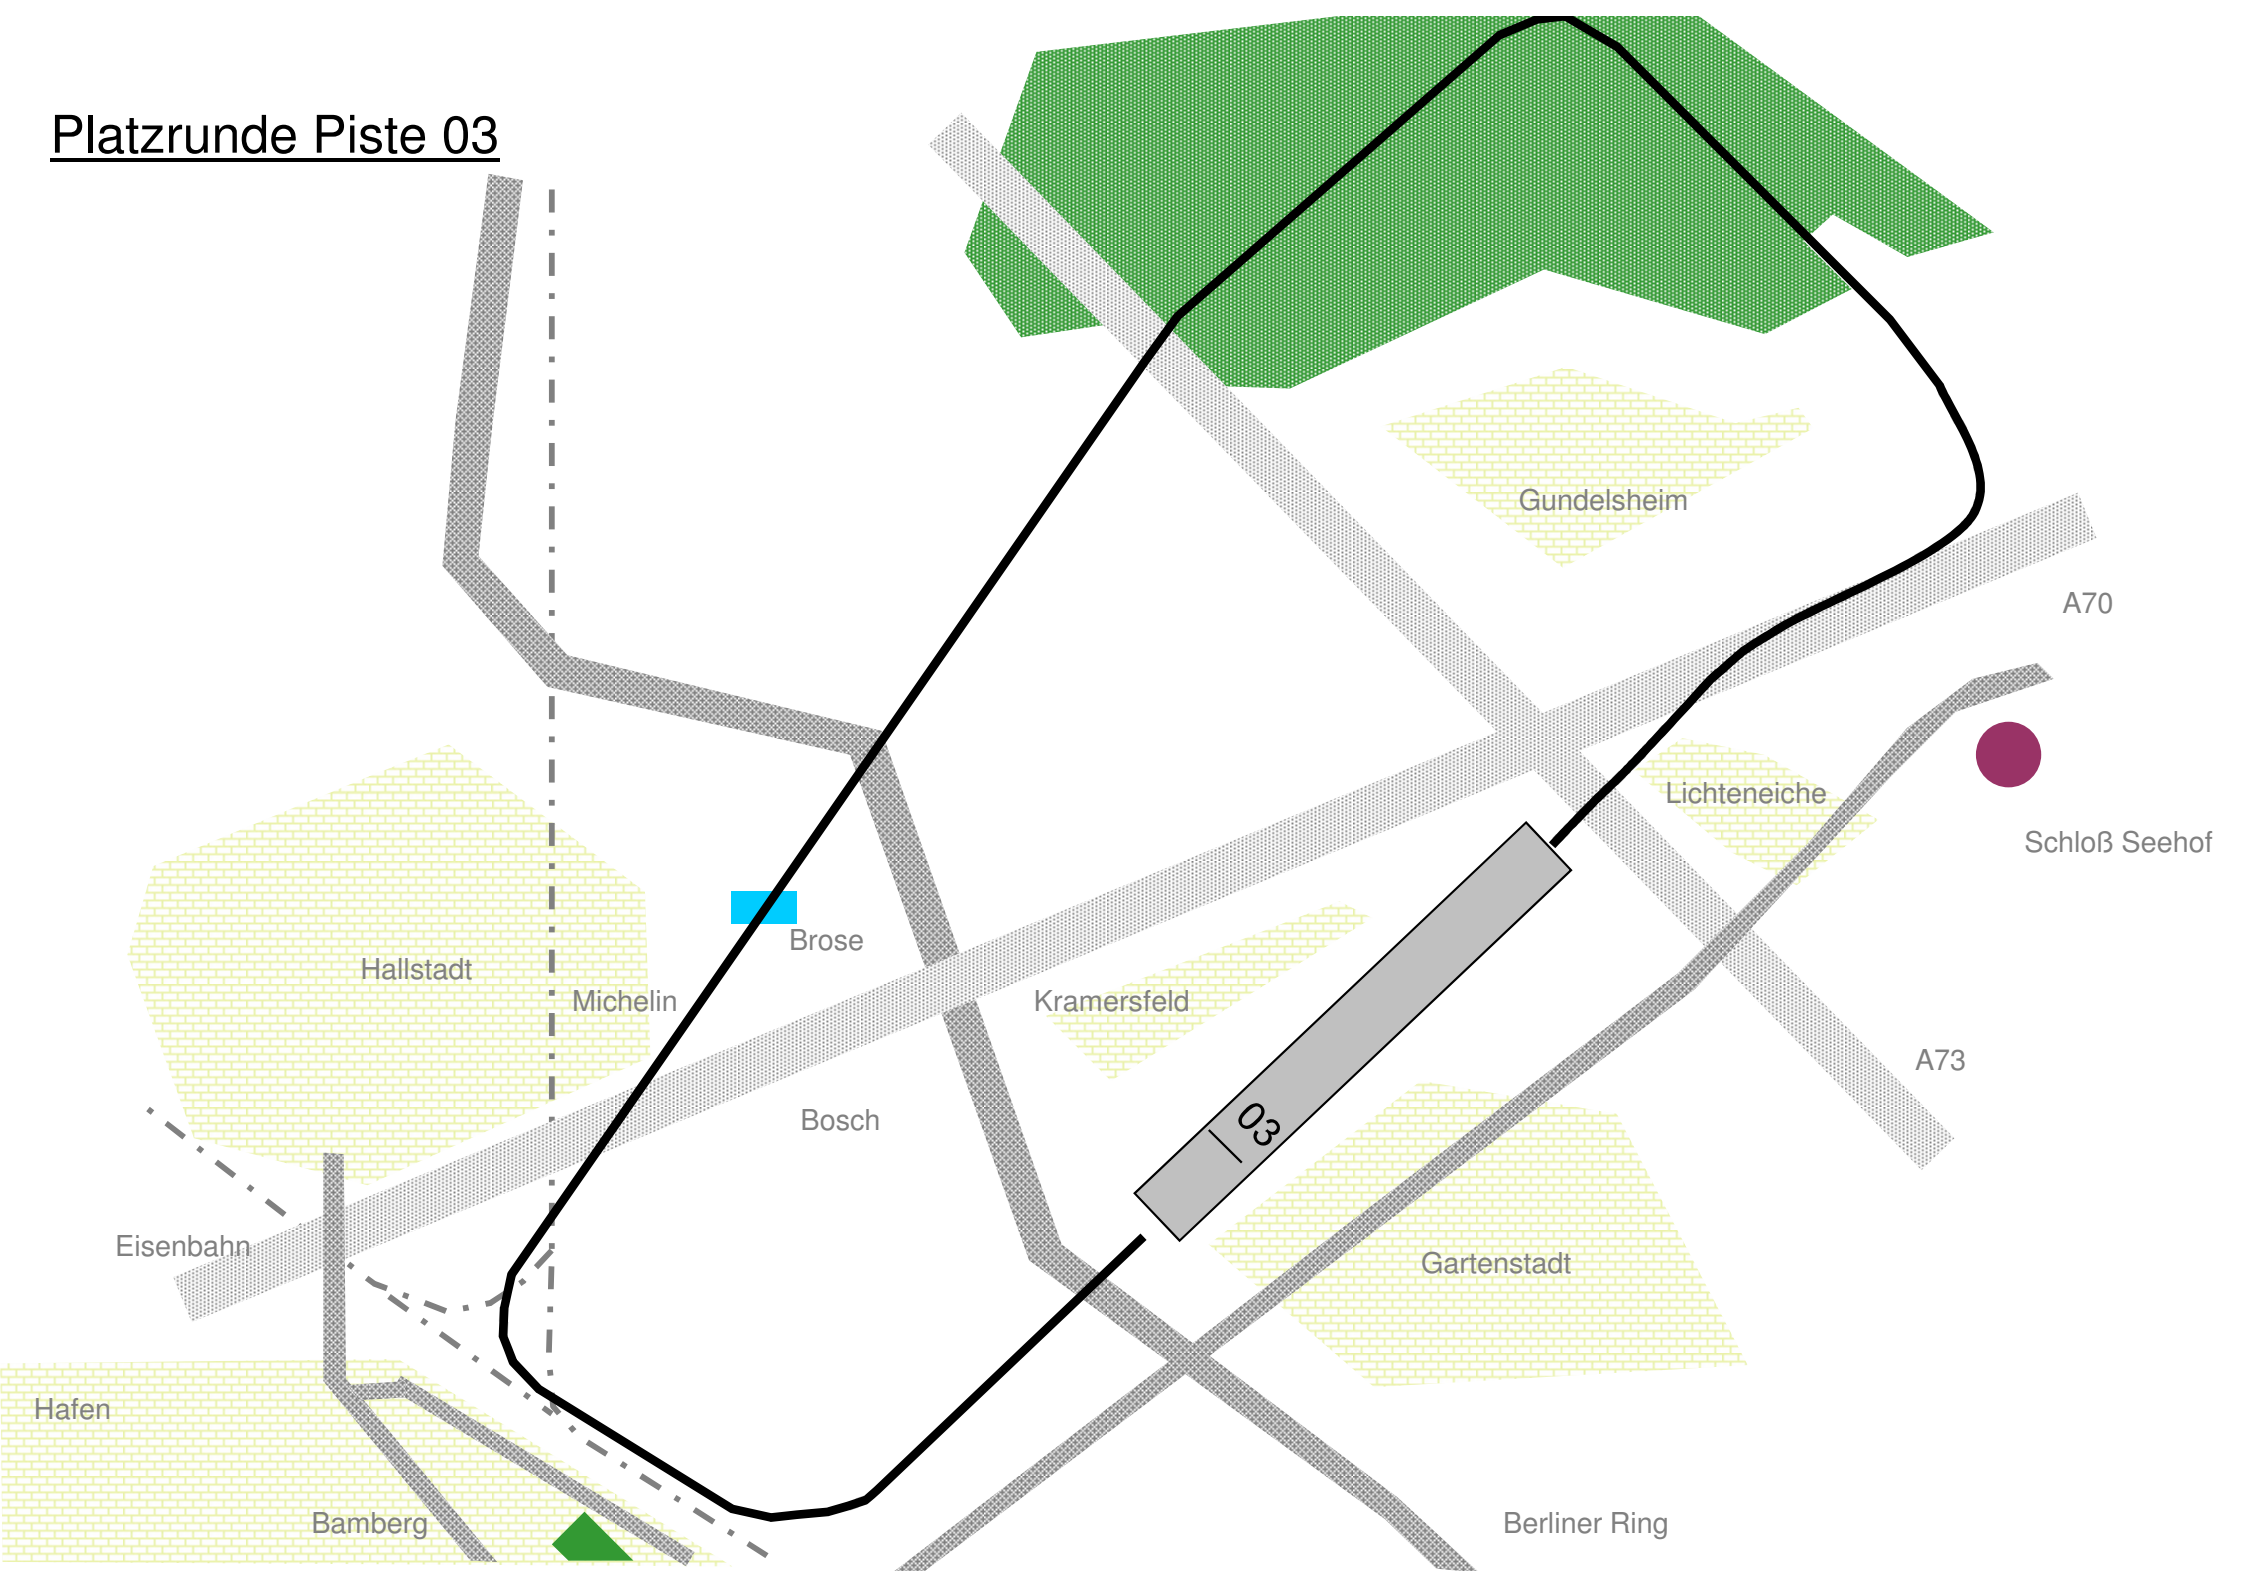 Platzrunde Piste 03
Gundelsheim
A70
Lichteneiche
Schloß Seehof
Brose
Hallstadt
Michelin
Kramersfeld
A73
Bosch
03
Eisenbahn
Gartenstadt
Hafen
Bamberg
Berliner Ring